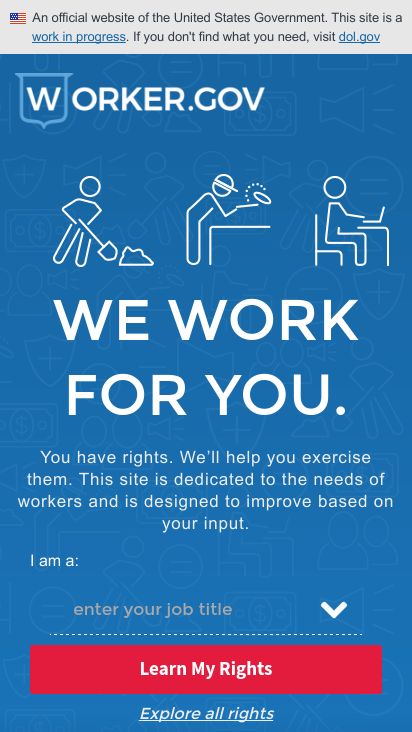 An official website of the United States Government. This site is a
work in progress. If you don't find what you need, visit dol.gov
WORKER.GOV
WE WORK
FOR YOU.
You have rights. We’ll help you exercise
them. This site is dedicated to the needs of
workers and is designed to improve based on
your input.
I am a:
enter your job title
Learn My Rights
Explore all rights